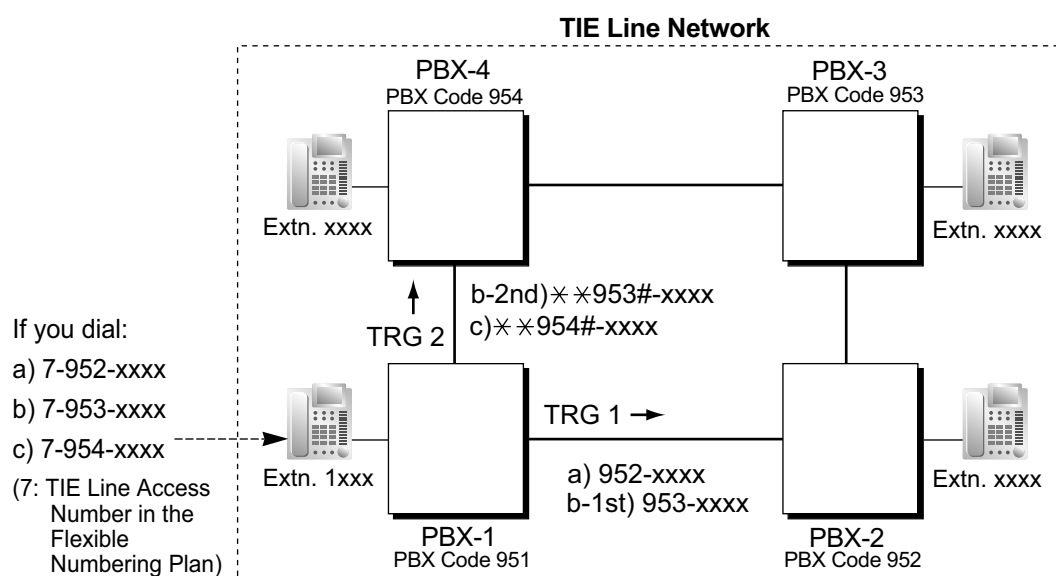 TIE Line Network
PBX-4
PBX Code 954
PBX-3
PBX Code 953
Extn. xxxx
Extn. xxxx
b-2nd)✳✳953#-xxxx
c)✳✳954#-xxxx
TRG 2
If you dial:
a) 7-952-xxxx
b) 7-953-xxxx
c) 7-954-xxxx
(7: TIE Line Access
Number in the
Flexible
Numbering Plan)
Extn. 1xxx
TRG 1
a) 952-xxxx
b-1st) 953-xxxx
Extn. xxxx
PBX-1
PBX Code 951
PBX-2
PBX Code 952